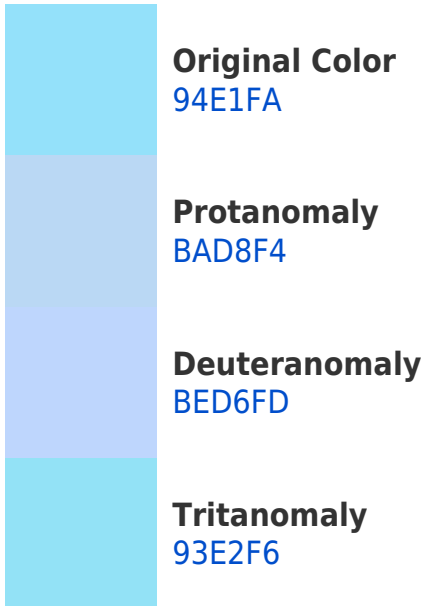 Original Color
94E1FA
Protanomaly
BAD8F4
Deuteranomaly
BED6FD
Tritanomaly
93E2F6